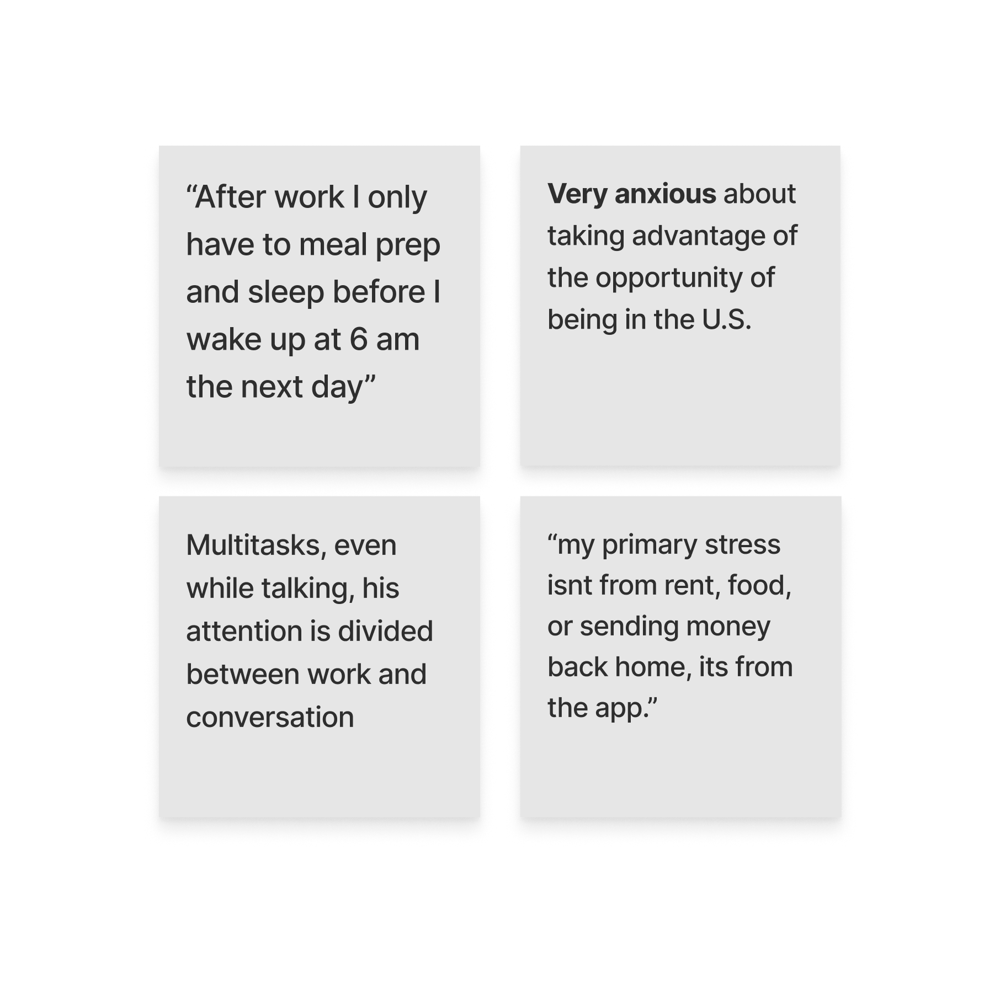 “After work I only
have to meal prep
and sleep before I
wake up at 6 am
the next day”
Very anxious about
taking advantage of
the opportunity of
being in the U.S.
Multitasks, even
while talking, his
attention is divided
between work and
conversation
“my primary stress
isnt from rent, food,
or sending money
back home, its from
the app.”